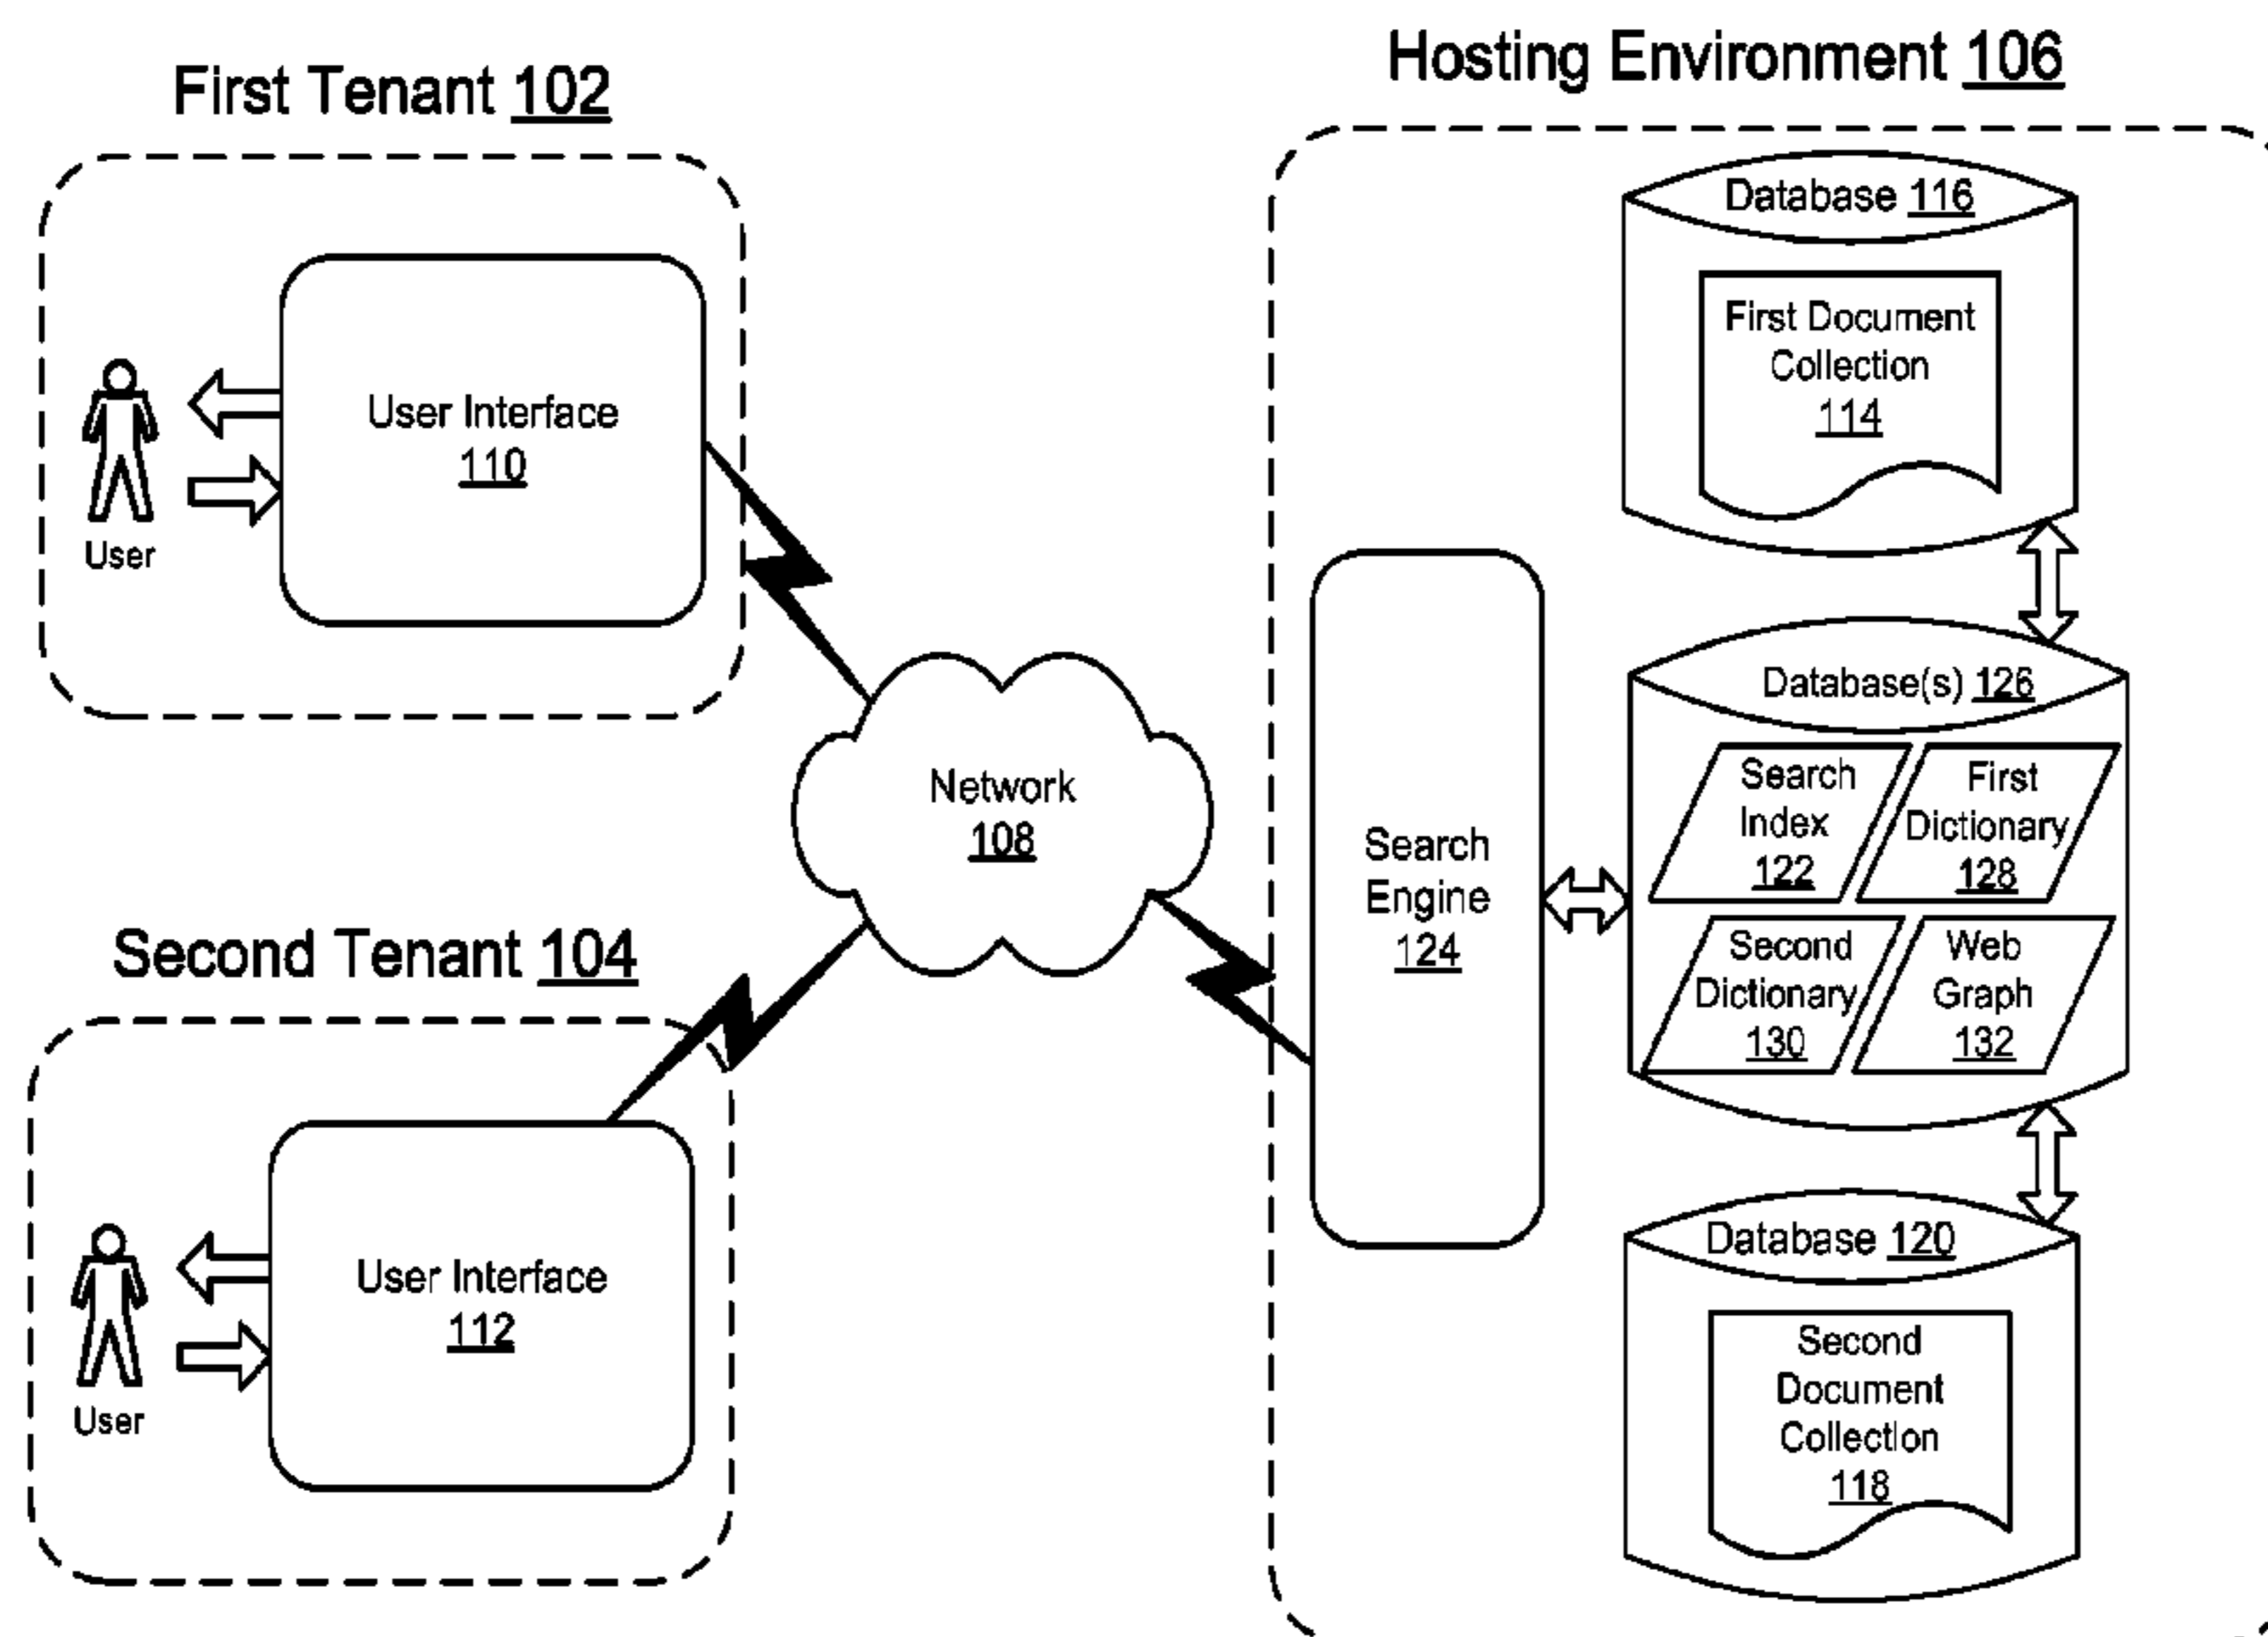 First Tenant 102
User Interface
110
User
Second Tenant 104
User Interface
112
User
Network
108
Hosting Environment 106
Search
Engine
124
Database 116
First Document
Collection
114
Database(s) 126
Search
Index
122
First
Dictionary
128
Second
Dictionary
130
Web
Graph
132
Database 120
Second
Document
Collection
118